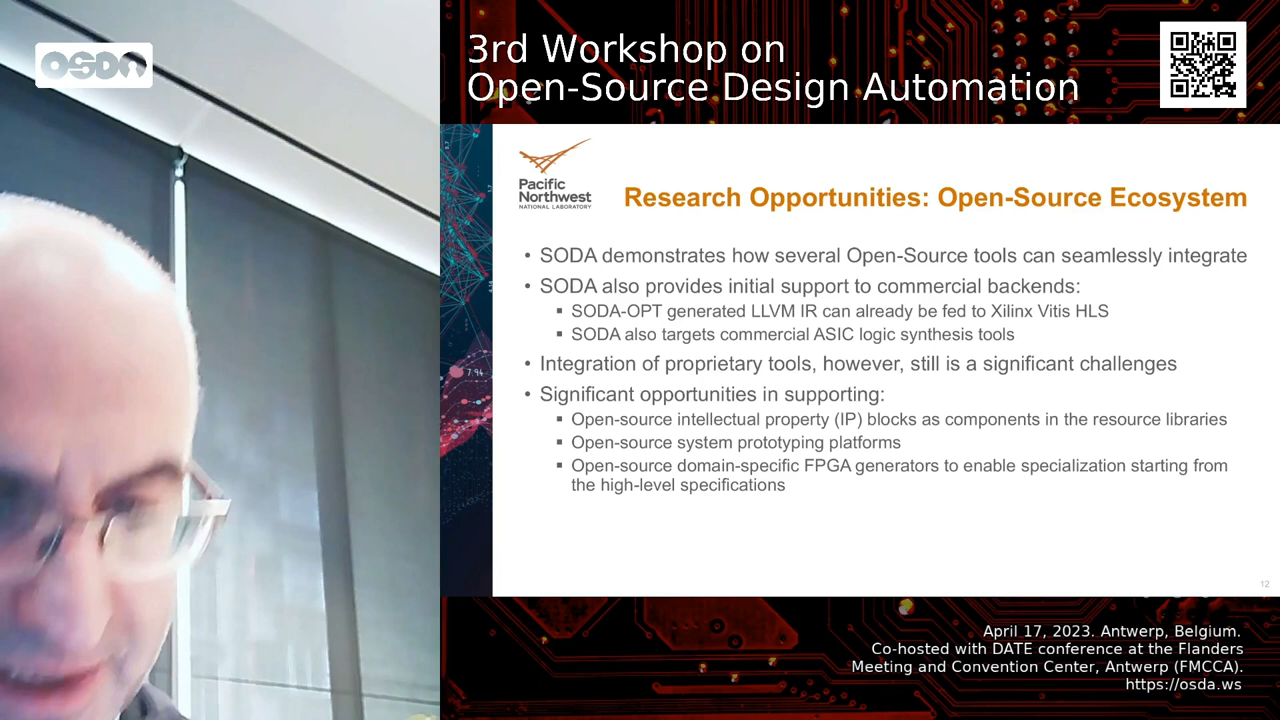 OSDA
3rd Workshop on
Open-Source Design Automation
Pacific
Northwest
NATIONAL LABORATORY
Research Opportunities: Open-Source Ecosystem
• SODA demonstrates how several Open-Source tools can seamlessly integrate
• SODA also provides initial support to commercial backends:
▪ SODA-OPT generated LLVM IR can already be fed to Xilinx Vitis HLS
▪ SODA also targets commercial ASIC logic synthesis tools
• Integration of proprietary tools, however, still is a significant challenges
• Significant opportunities in supporting:
▪ Open-source intellectual property (IP) blocks as components in the resource libraries
▪ Open-source system prototyping platforms
▪ Open-source domain-specific FPGA generators to enable specialization starting from
the high-level specifications
7.94
12
April 17, 2023. Antwerp, Belgium.
Co-hosted with DATE conference at the Flanders
Meeting and Convention Center, Antwerp (FMCCA).
https://osda.ws